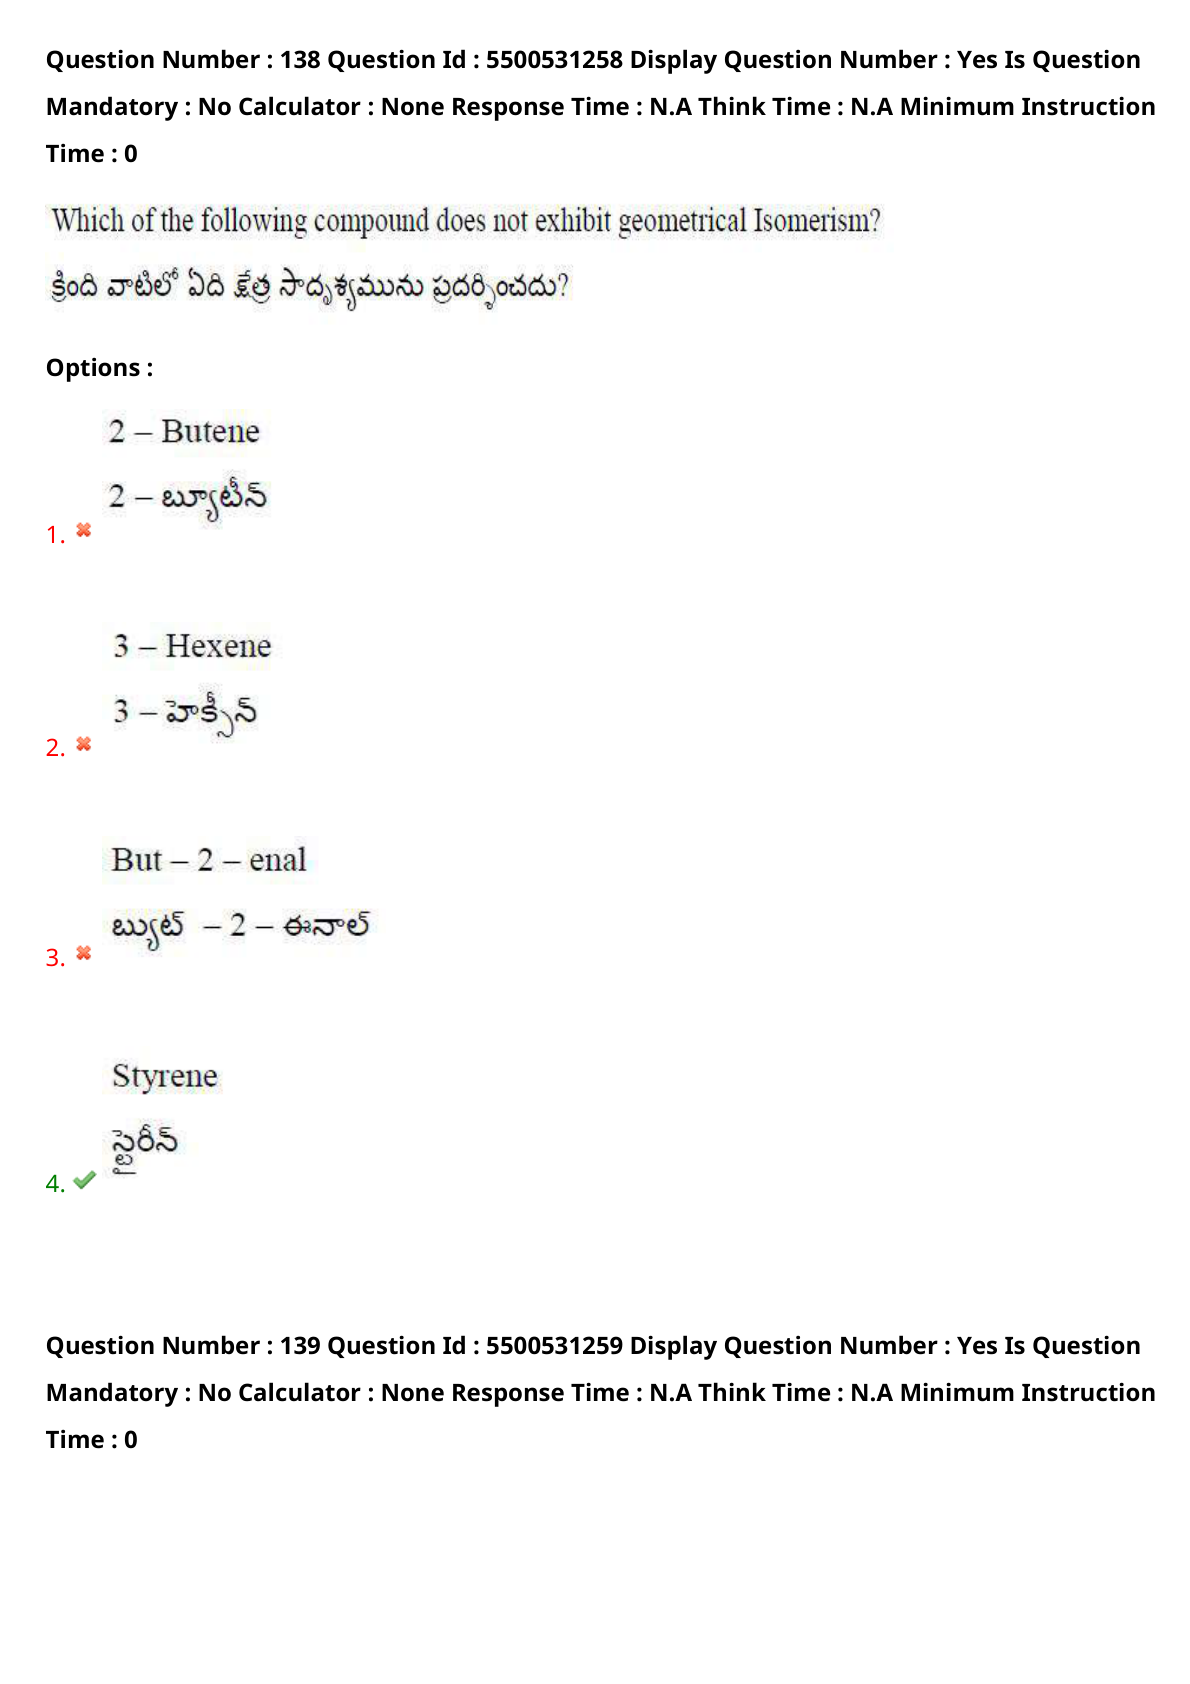 Question Number : 138 Question Id : 5500531258 Display Question Number : Yes Is Question
Mandatory : No Calculator : None Response Time : N.A Think Time : N.A Minimum Instruction
Time : 0
Which of the following compound does not exhibit geometrical Isomerism?
క్రింది వాటిలో ఏది క్షేత్ర సాదృశ్యమును ప్రదర్శించదు?
Options :
2 – Butene
2 – బ్యూటీన్
1.
3 – Hexene
3 – హెక్సీన్
2.
But – 2 – enal
బ్యుట్ – 2 – ఈనాల్
3.
Styrene
స్టైరీన్
4.
Question Number : 139 Question Id : 5500531259 Display Question Number : Yes Is Question
Mandatory : No Calculator : None Response Time : N.A Think Time : N.A Minimum Instruction
Time : 0